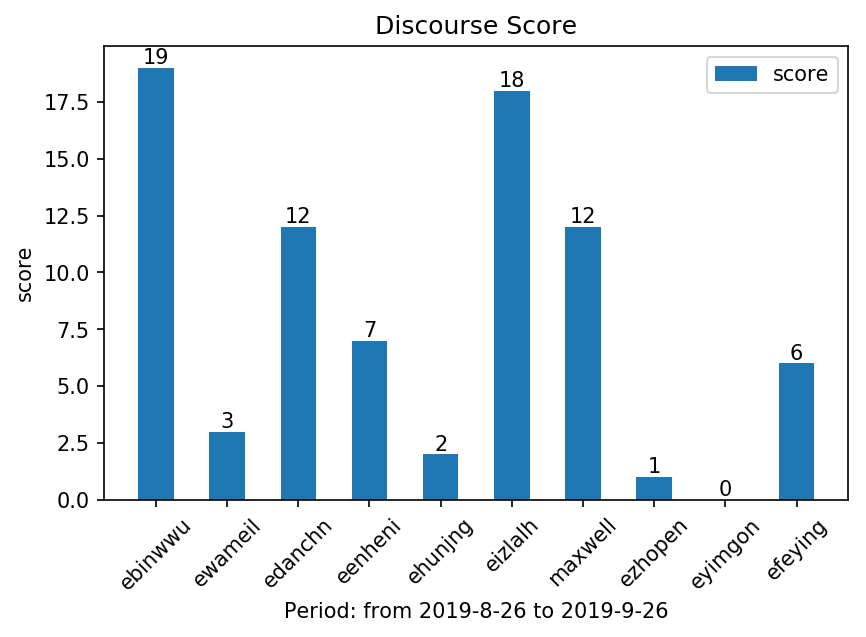 Discourse Score
score
19
3
12
7
2
18
12
1
0
6
17.5
15.0
12.5
10.0
7.5
5.0
2.5
0.0
score
ebinwwu
ewameil
edanchn
eenheni
ehunjng
eizlalh
maxwell
ezhopen
eyimgon
efeying
Period: from 2019-8-26 to 2019-9-26